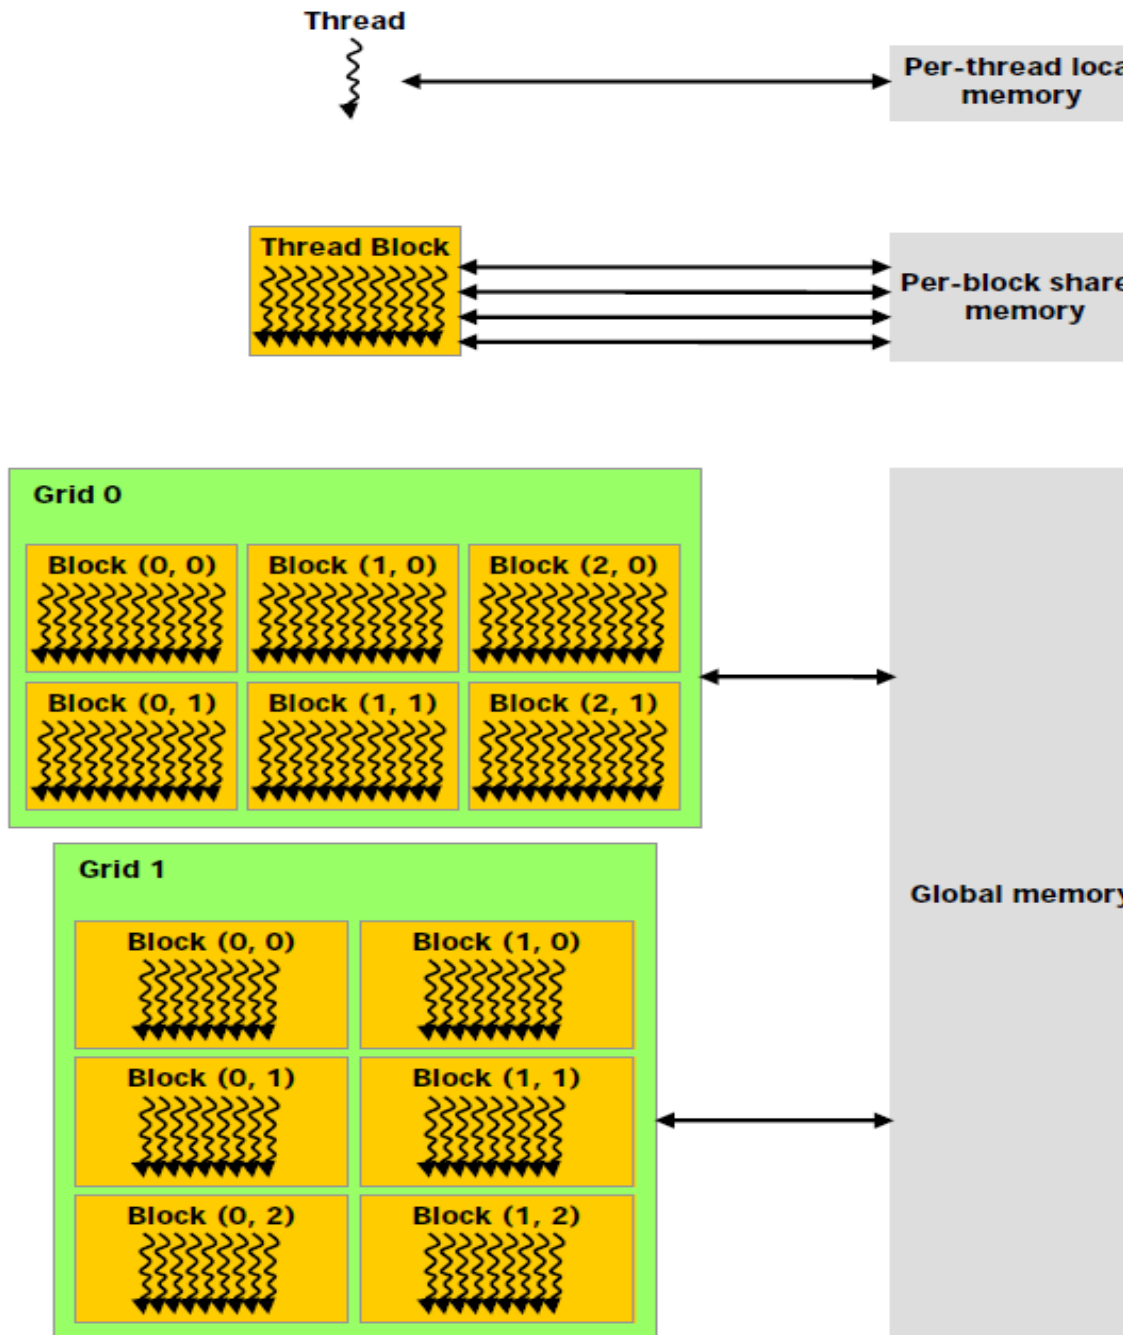 Thread
Per-thread loca
memory
Thread Block
Per-block share
memory
Grid 0
Block (0, 0)
Block (1, 0)
Block (2, 0)
Block (0, 1)
Block (1, 1)
Block (2, 1)
Global memory
Grid 1
Block (0, 0)
Block (1, 0)
Block (0, 1)
Block (1, 1)
Block (0, 2)
Block (1, 2)